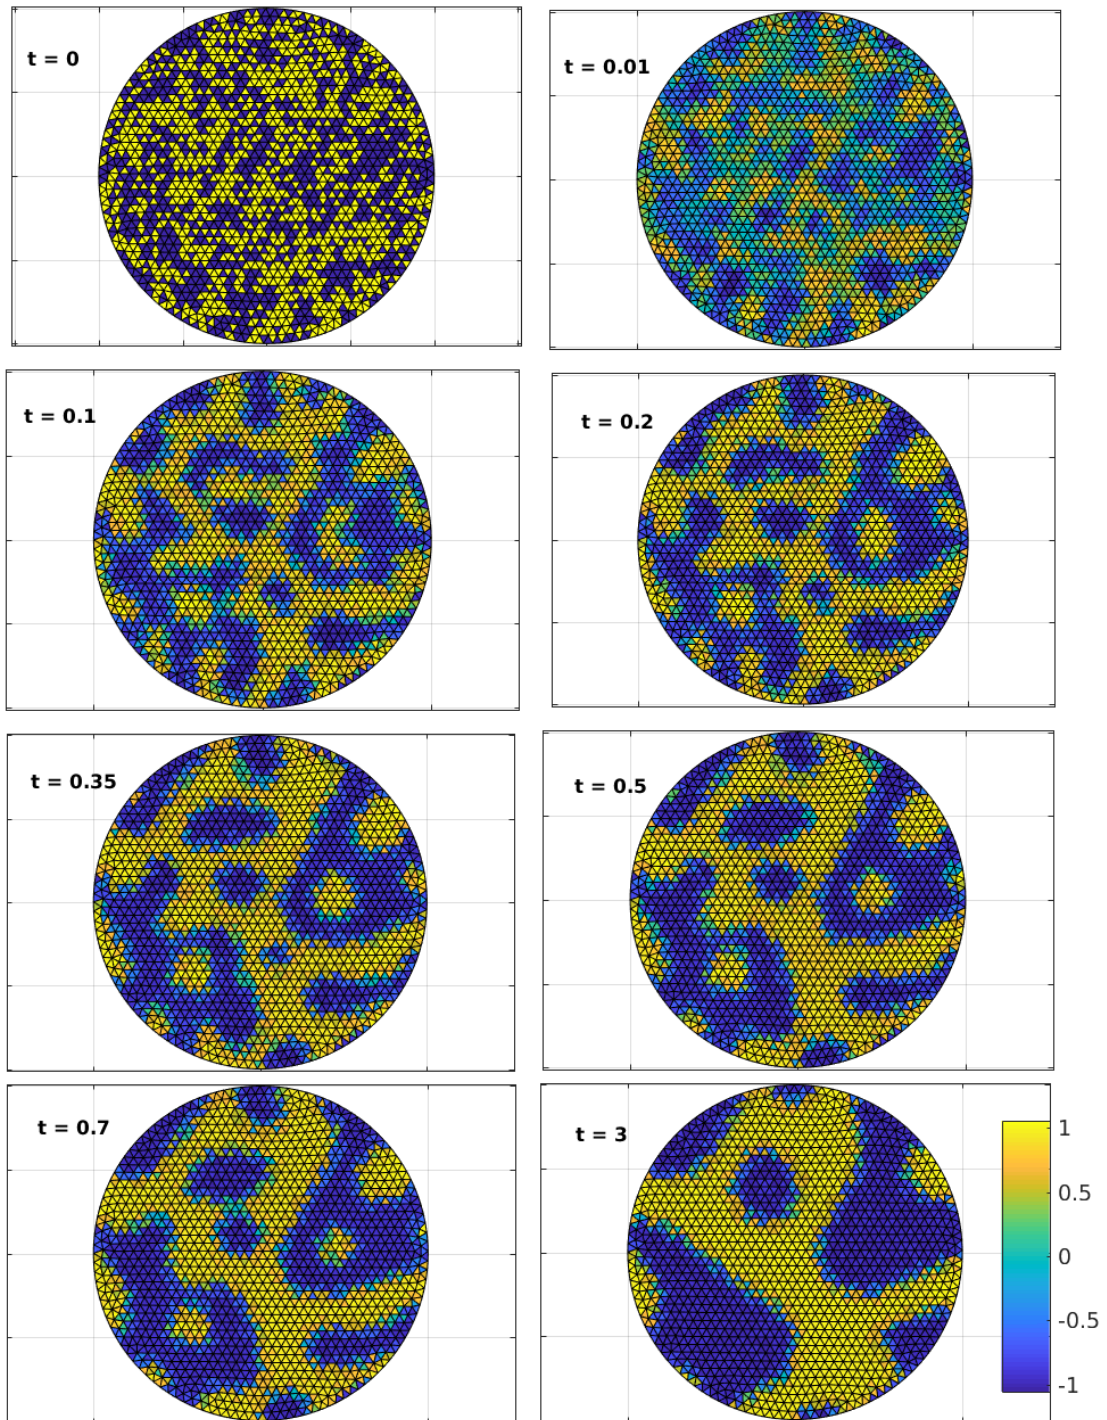 t = 0
t = 0.01
t = 0.1
t = 0.2
t = 0.35
t = 0.5
t = 0.7
t = 3
1
0.5
0
-0.5
-1